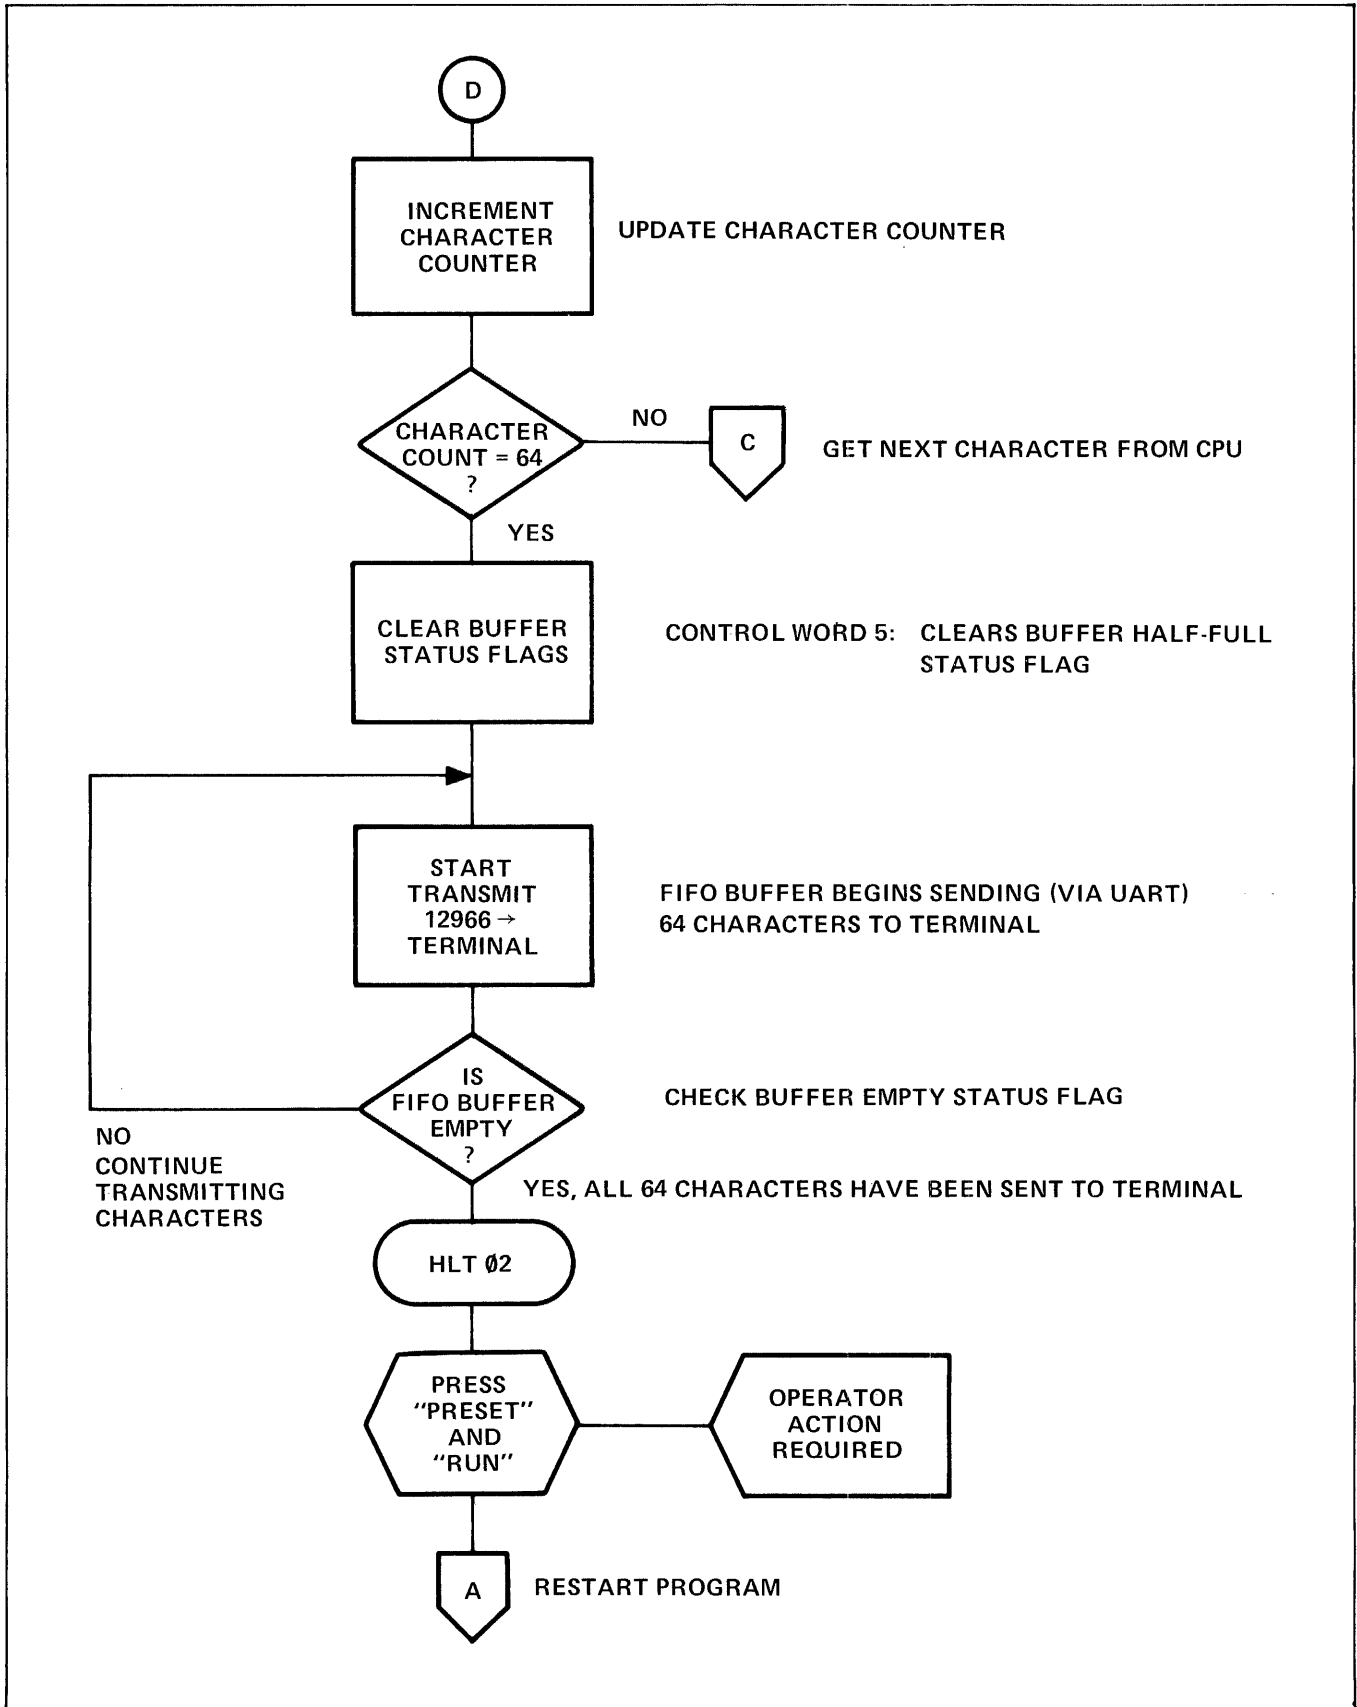 D
INCREMENT
CHARACTER
COUNTER
UPDATE CHARACTER COUNTER
CHARACTER
COUNT = 64
?
NO
C
GET NEXT CHARACTER FROM CPU
YES
CLEAR BUFFER
STATUS FLAGS
CONTROL WORD 5: CLEARS BUFFER HALF-FULL
STATUS FLAG
START
TRANSMIT
12966 →
TERMINAL
FIFO BUFFER BEGINS SENDING (VIA UART)
64 CHARACTERS TO TERMINAL
IS
FIFO BUFFER
EMPTY
?
CHECK BUFFER EMPTY STATUS FLAG
NO
CONTINUE
TRANSMITTING
CHARACTERS
YES, ALL 64 CHARACTERS HAVE BEEN SENT TO TERMINAL
HLT Ø2
PRESS
"PRESET"
AND
"RUN"
OPERATOR
ACTION
REQUIRED
A
RESTART PROGRAM